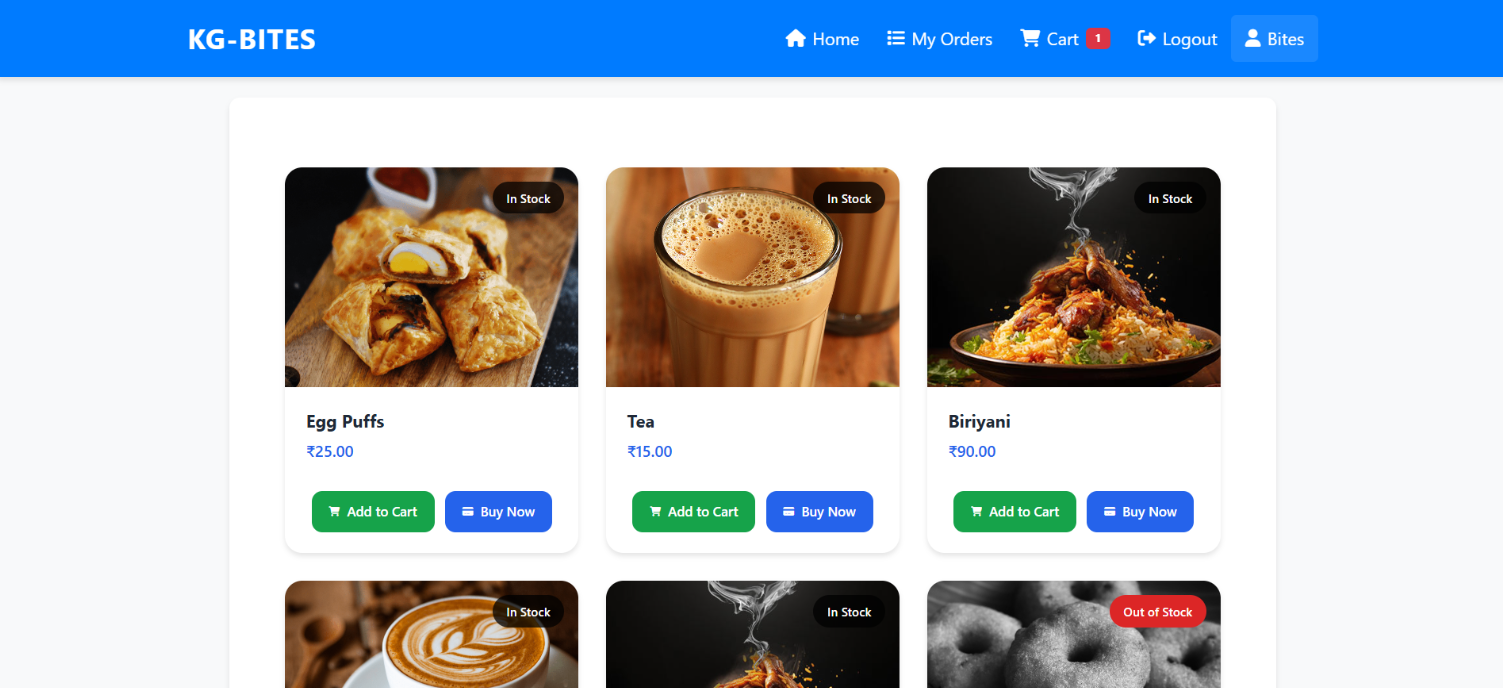 KG-BITES
Home My Orders Cart 1 Logout Bites
In Stock In Stock In Stock
Egg Puffs Tea Biriyani
₹25.00 ₹15.00 ₹90.00
Add to Cart Buy Now Add to Cart Buy Now Add to Cart Buy Now
In Stock In Stock Out of Stock